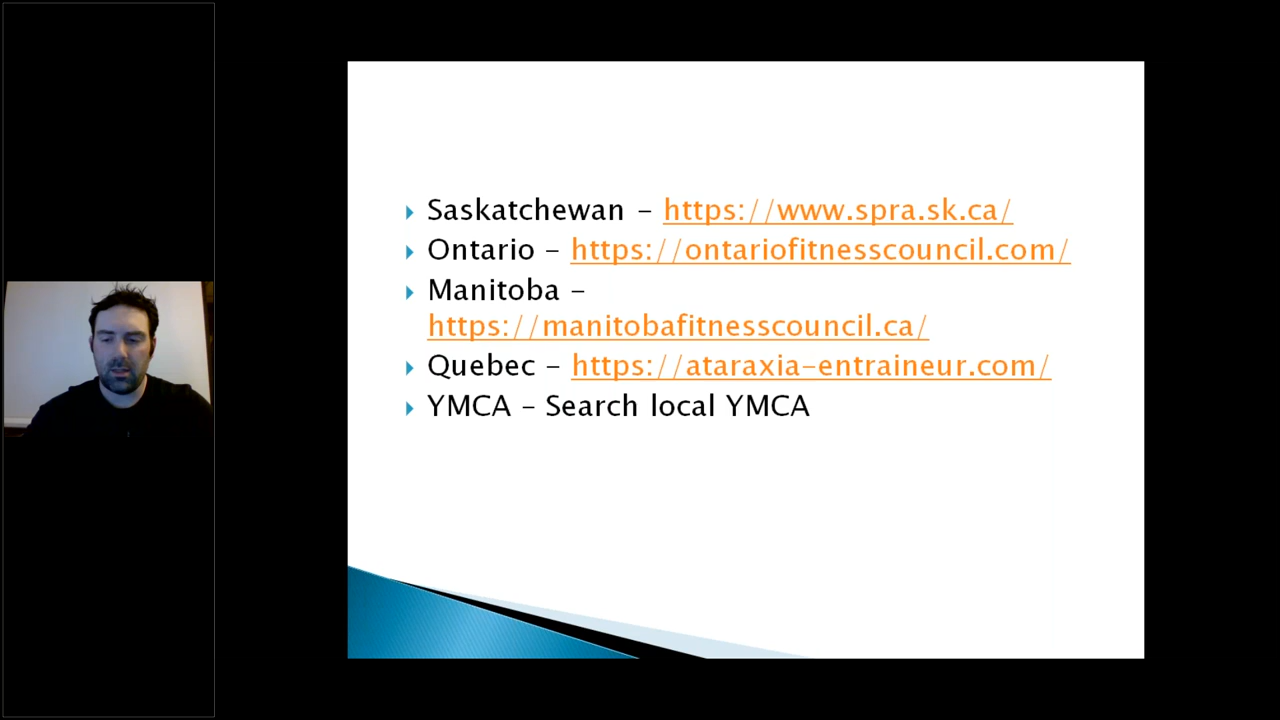 Saskatchewan - https://www.spra.sk.ca/
Ontario - https://ontariofitnesscouncil.com/
Manitoba -
https://manitobafitnesscouncil.ca/
Quebec - https://ataraxia-entraineur.com/
YMCA - Search local YMCA